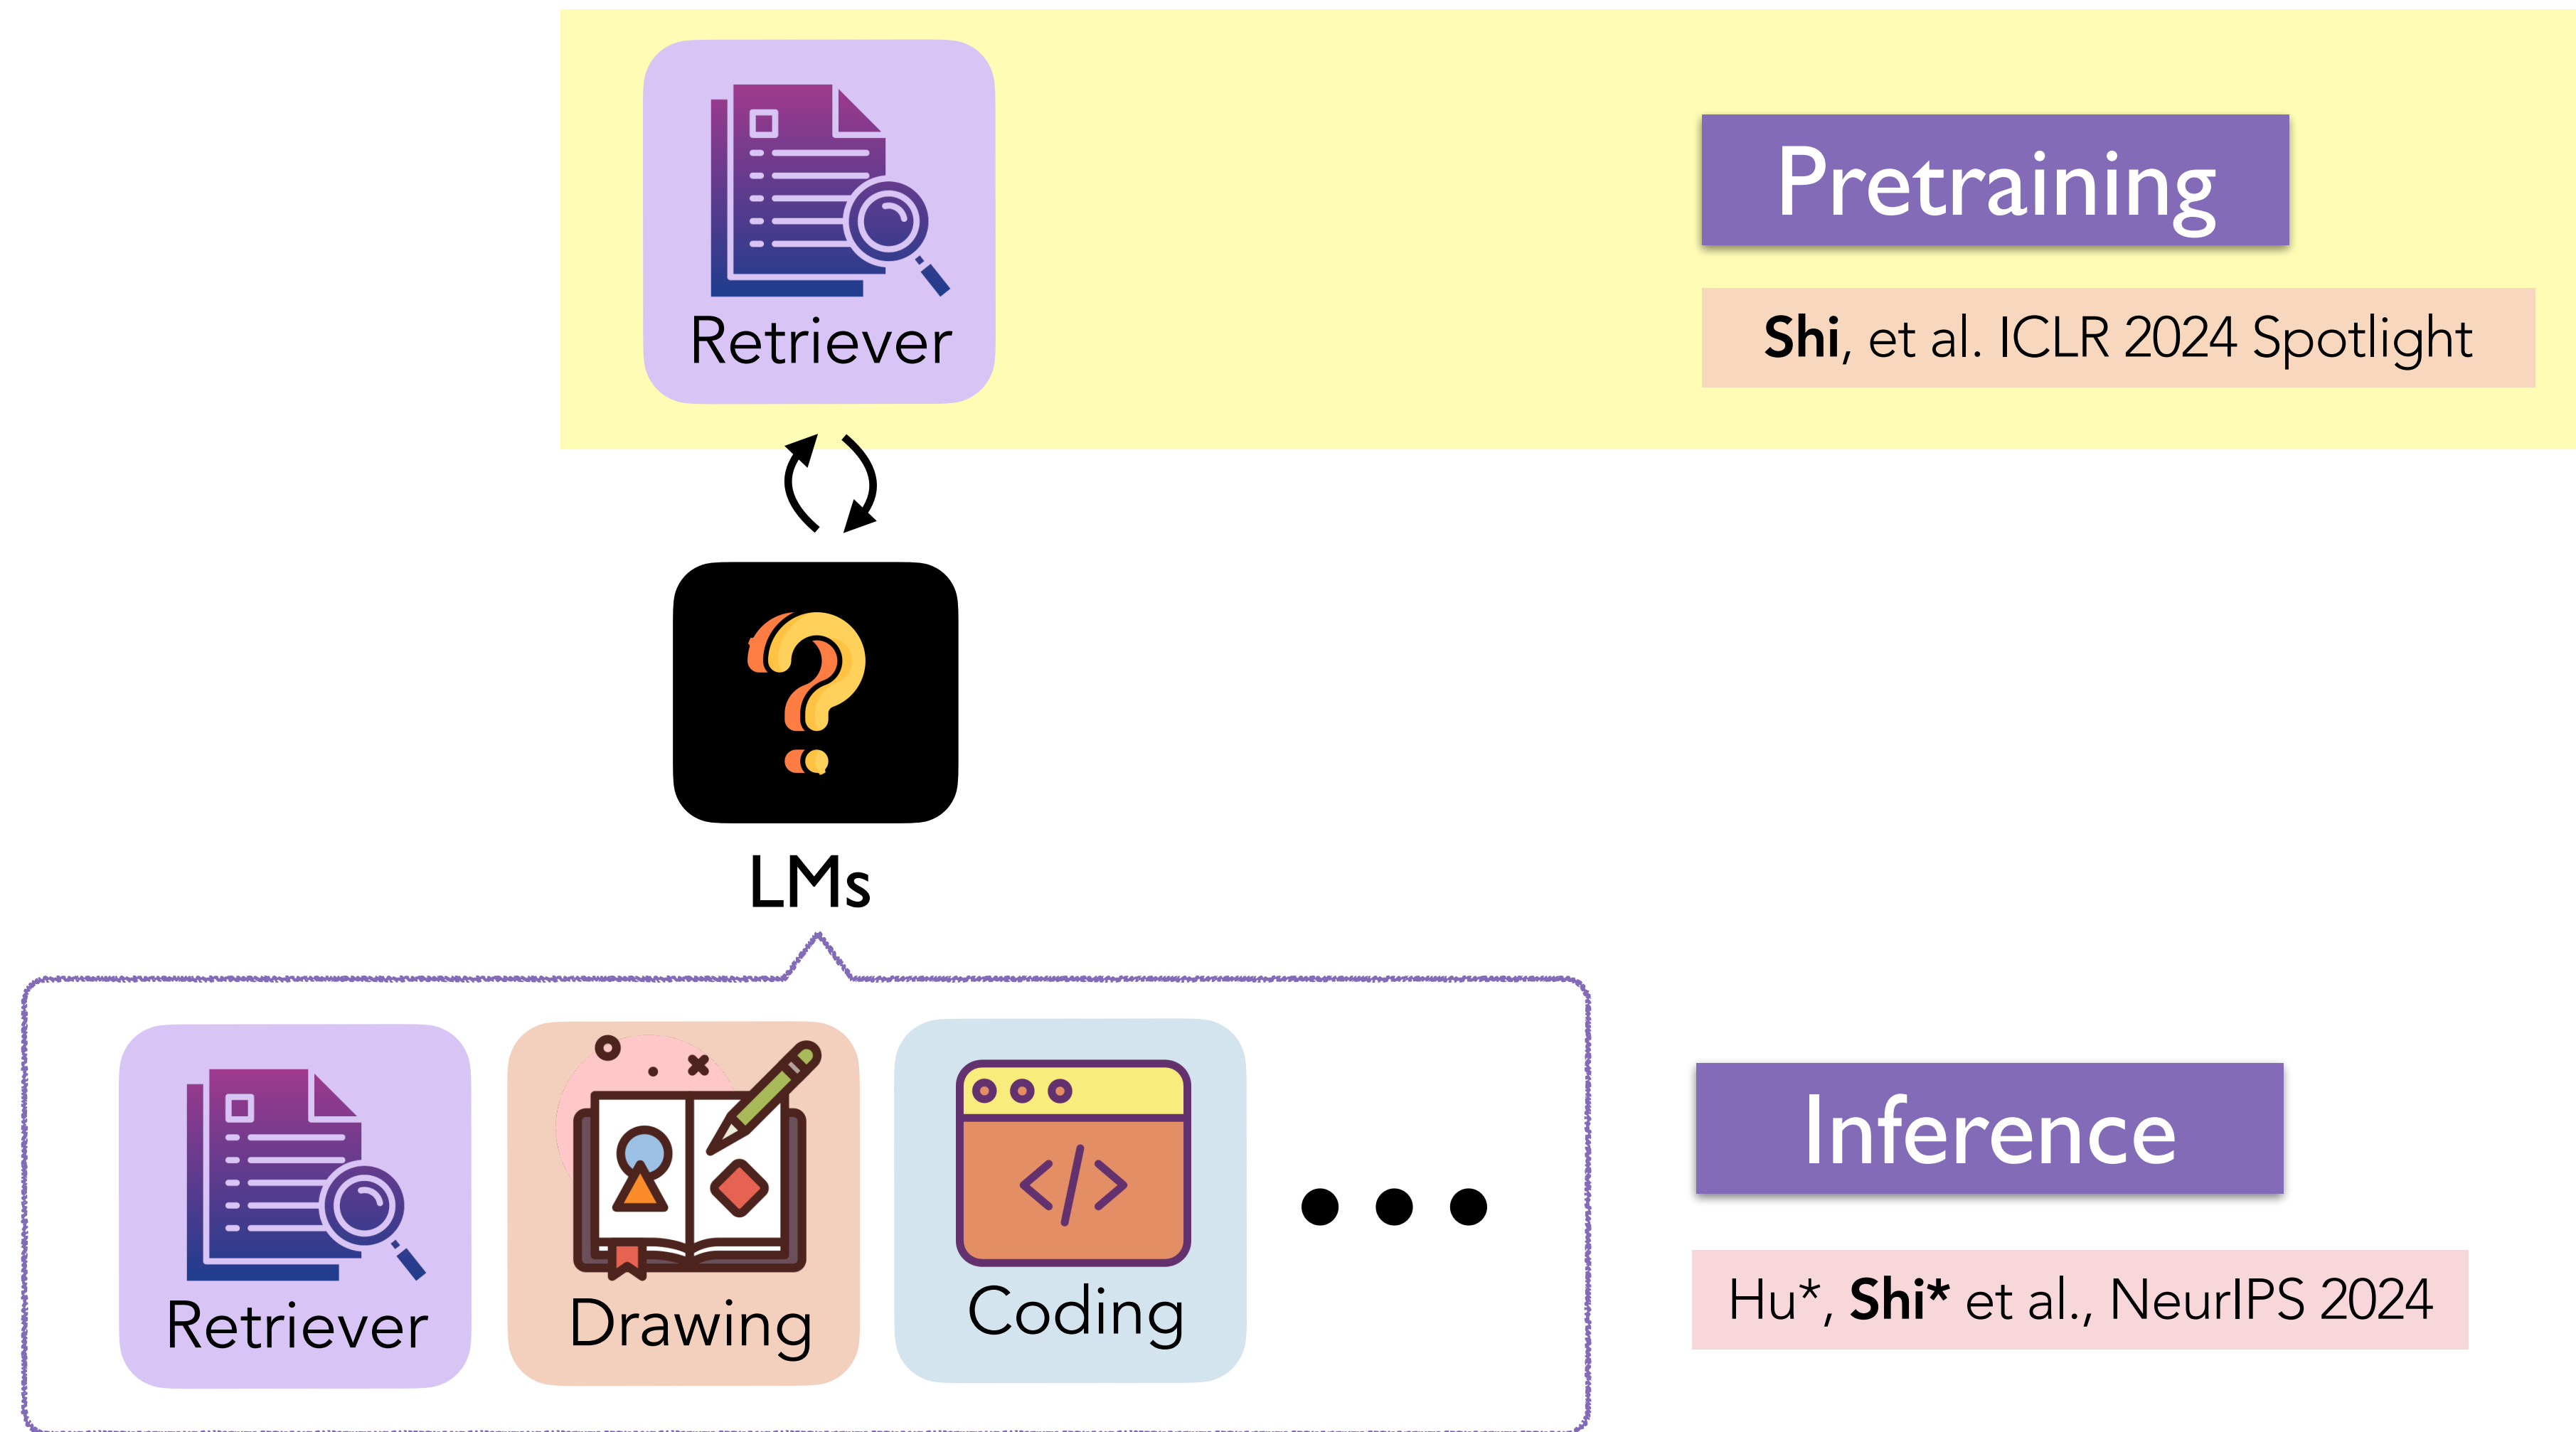 Retriever
Pretraining
Shi, et al. ICLR 2024 Spotlight
?
LMs
Retriever
Drawing
</>
Coding
Inference
Hu*, Shi* et al., NeurIPS 2024